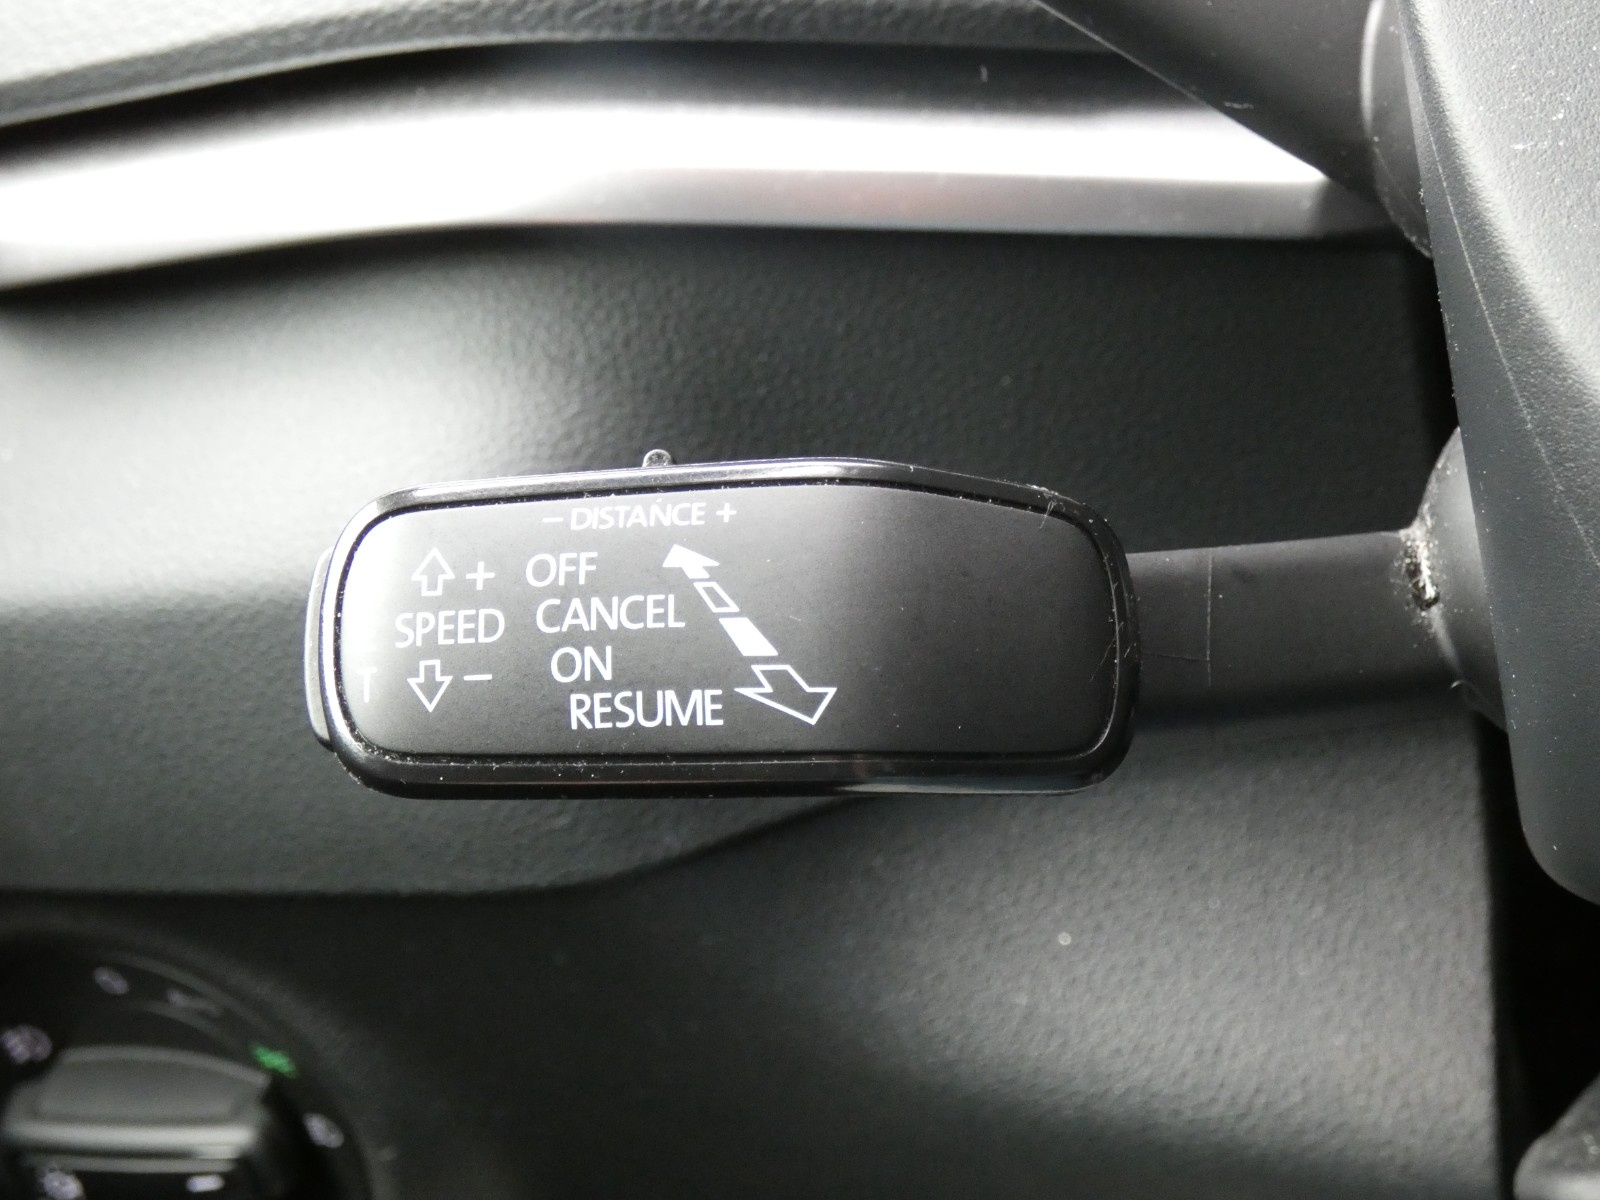 – DISTANCE +
+ OFF
SPEED CANCEL
– ON
RESUME
T